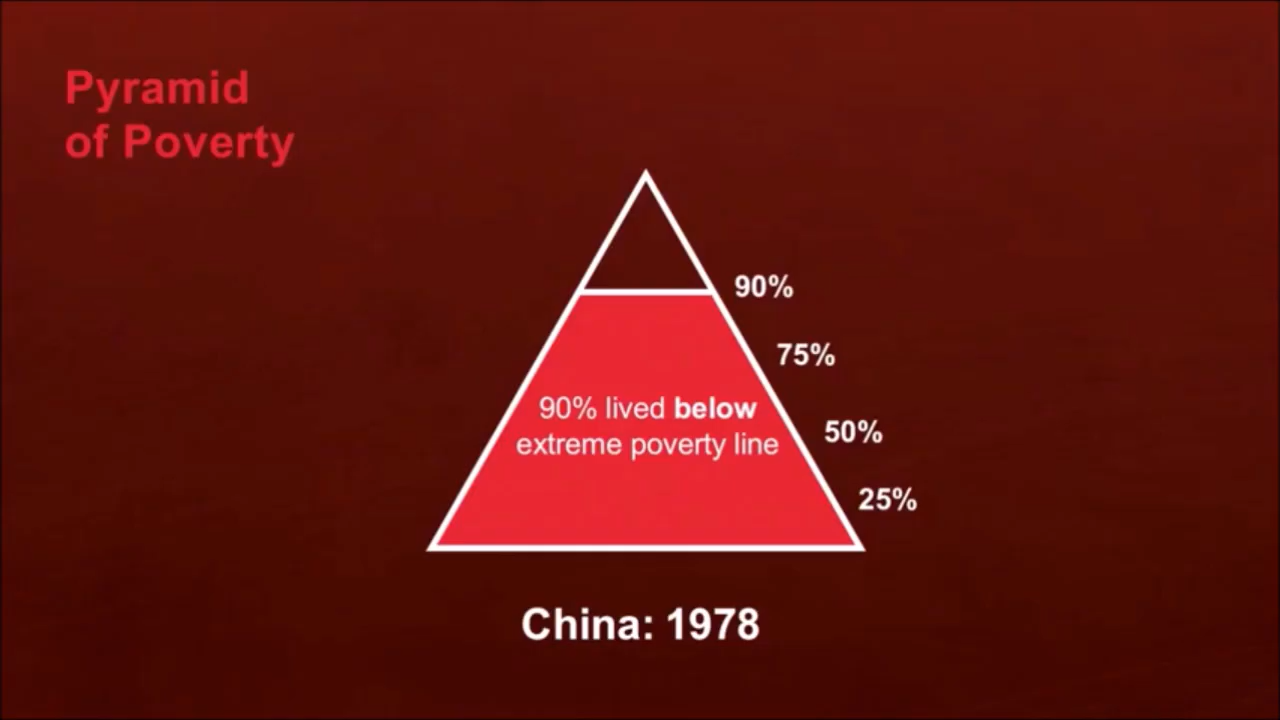 Pyramid
of Poverty
90%
75%
90% lived below
50%
extreme poverty line
25%
China: 1978